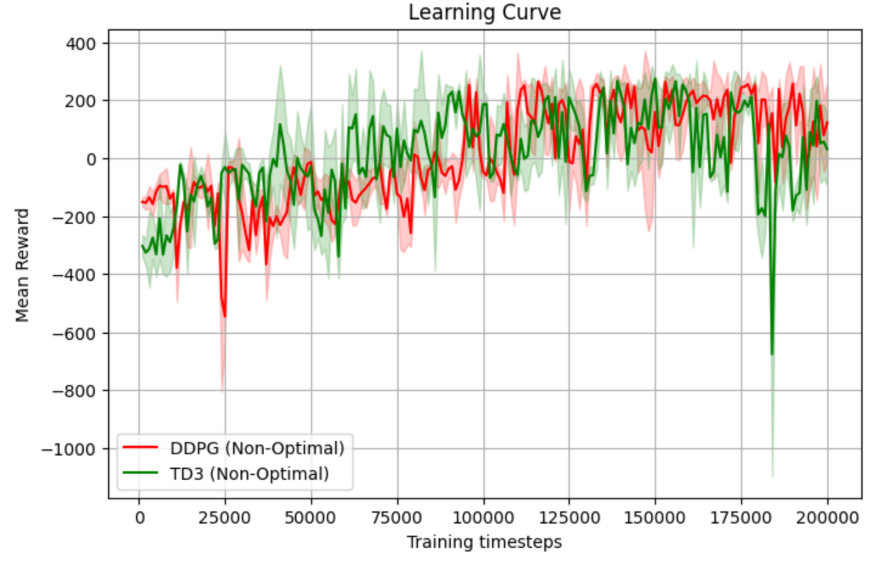 Learning Curve
400
200
0
−200
−400
−600
−800
−1000
Mean Reward
DDPG (Non-Optimal)
TD3 (Non-Optimal)
0 25000 50000 75000 100000 125000 150000 175000 200000
Training timesteps